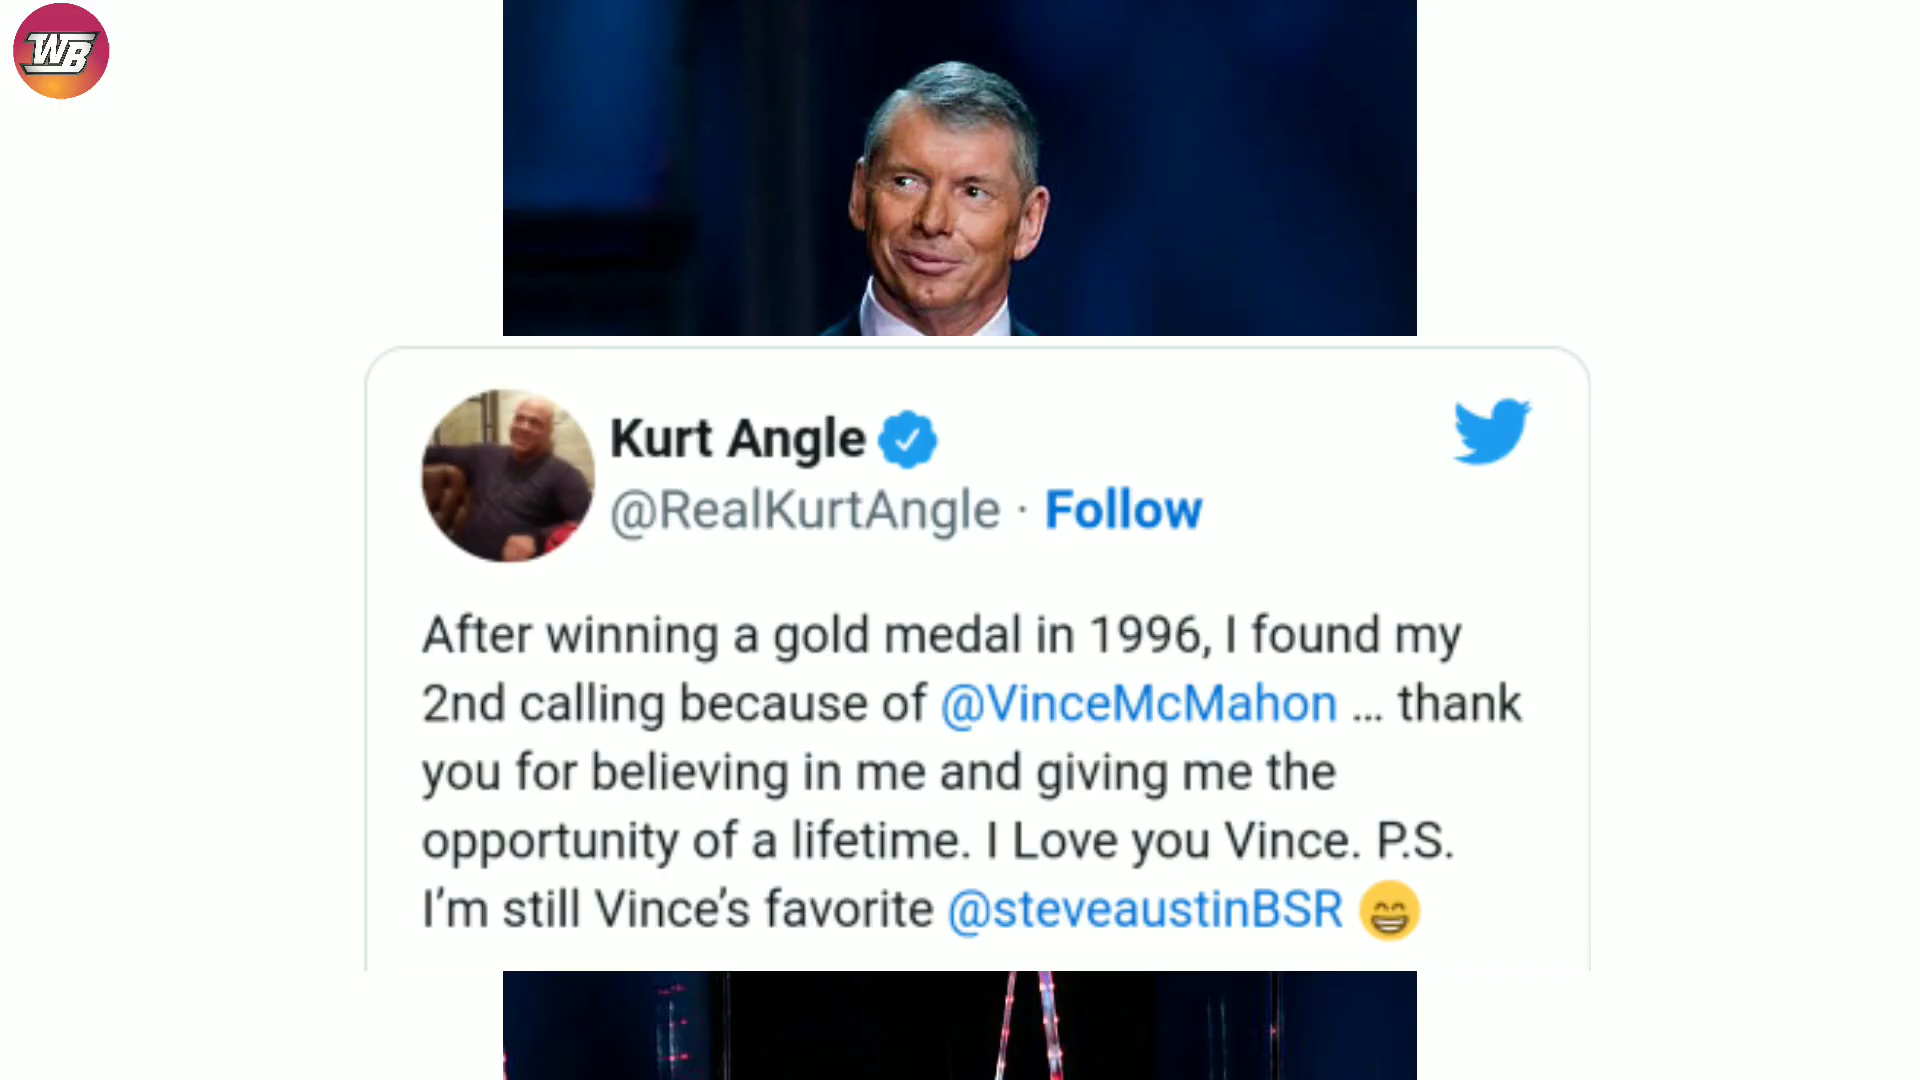 WB
Kurt Angle
@RealKurtAngle · Follow
After winning a gold medal in 1996, I found my
2nd calling because of @VinceMcMahon ... thank
you for believing in me and giving me the
opportunity of a lifetime. I Love you Vince. P.S.
I’m still Vince’s favorite @steveaustinBSR 😁